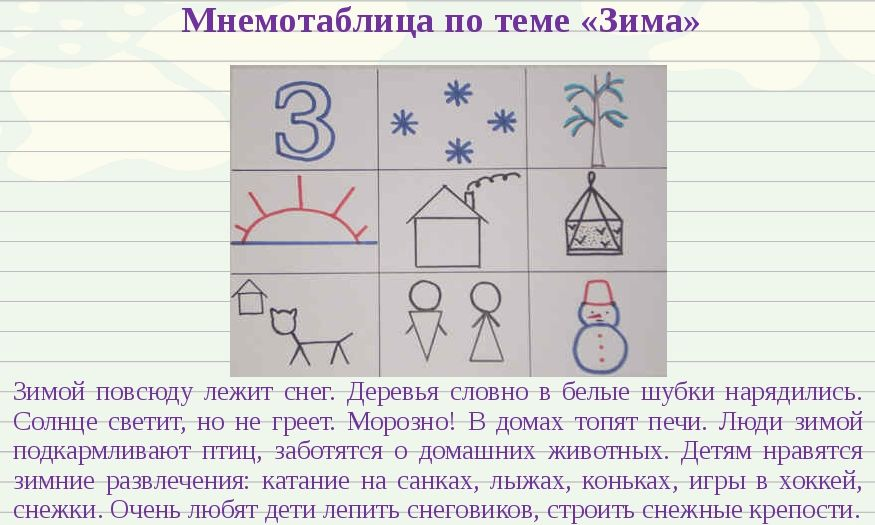 Мнемотаблица по теме «Зима»
З
Зимой повсюду лежит снег. Деревья словно в белые шубки нарядились.
Солнце светит, но не греет. Морозно! В домах топят печи. Люди зимой
подкармливают птиц, заботятся о домашних животных. Детям нравятся
зимние развлечения: катание на санках, лыжах, коньках, игры в хоккей,
снежки. Очень любят дети лепить снеговиков, строить снежные крепости.